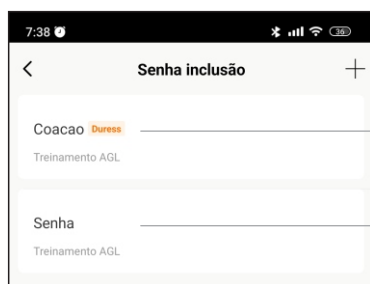 7:38
36
Senha inclusão
Coacao Duress
Treinamento AGL
Senha
Treinamento AGL